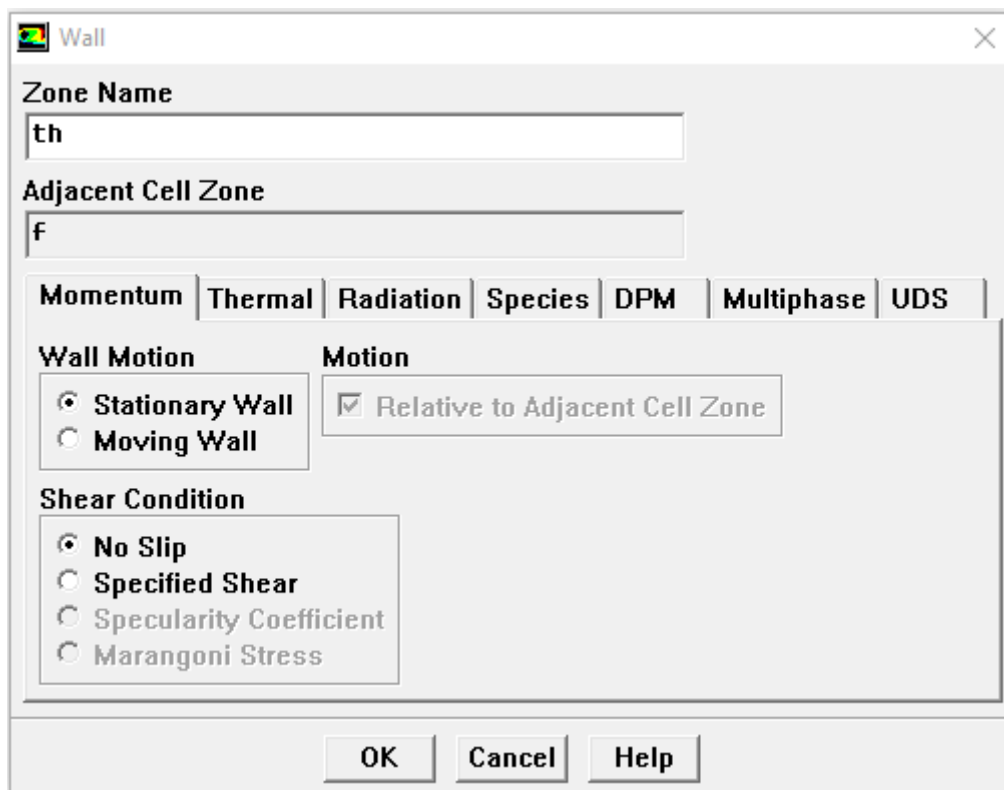 Wall
Zone Name
th
Adjacent Cell Zone
f
Momentum Thermal Radiation Species DPM Multiphase UDS
Wall Motion Motion
Stationary Wall Relative to Adjacent Cell Zone
Moving Wall
Shear Condition
No Slip
Specified Shear
Specularity Coefficient
Marangoni Stress
OK Cancel Help